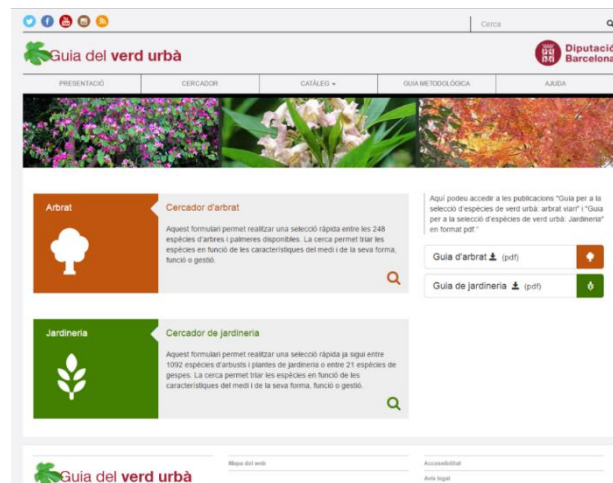 Cerca
Guia del verd urbà
Diputació
Barcelona
PRESENTACIÓ
CERCADOR
CATÀLEG
GUIA METODOLÒGICA
AJUDA
Arbrat
Cercador d'arbrat
Aquest formulari permet realitzar una selecció ràpida entre les 248
espècies d'arbres i palmeres disponibles. La cerca permet triar les
espècies en funció de les característiques del medi i de la seva forma,
funció o gestió.
Aquí podeu accedir a les publicacions "Guia per a la
selecció d'espècies de verd urbà: arbrat viari" i "Guia
per a la selecció d'espècies de verd urbà: Jardineria"
en format pdf."
Guia d'arbrat (pdf)
Guia de jardineria (pdf)
Jardineria
Cercador de jardineria
Aquest formulari permet realitzar una selecció ràpida ja sigui entre
1092 espècies d'arbusts i plantes de jardineria o entre 21 espècies de
gespes. La cerca permet triar les espècies en funció de les
característiques del medi i de la seva forma, funció o gestió.
Guia del verd urbà
Mapa del web
Accessibilitat
Avís legal